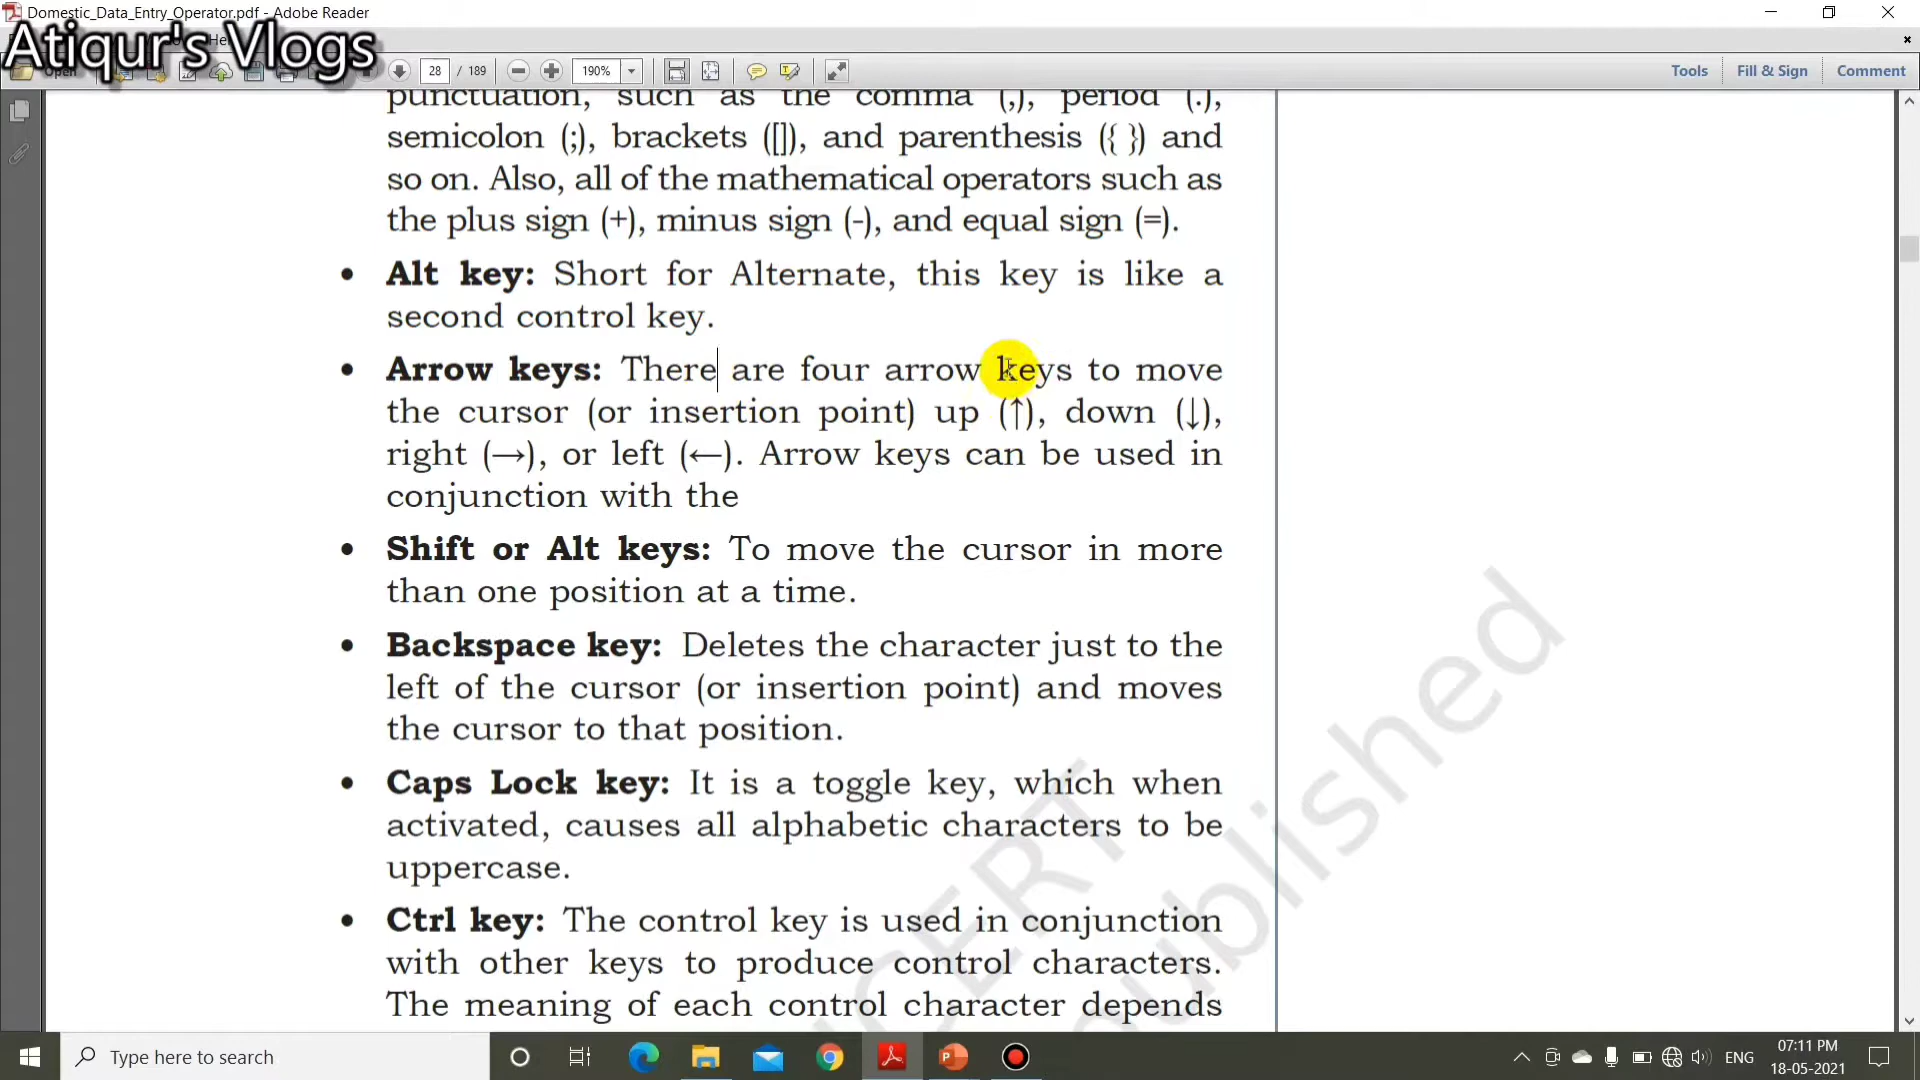 Domestic_Data_Entry_Operator.pdf - Adobe Reader
Atiqur's Vlogs
Open
28 / 189
190%
Tools
Fill & Sign
Comment
punctuation, such as the comma (,), period (.),
semicolon (;), brackets ([]), and parenthesis ({ }) and
so on. Also, all of the mathematical operators such as
the plus sign (+), minus sign (-), and equal sign (=).
• Alt key: Short for Alternate, this key is like a
second control key.
• Arrow keys: There are four arrow keys to move
the cursor (or insertion point) up (↑), down (↓),
right (→), or left (←). Arrow keys can be used in
conjunction with the
• Shift or Alt keys: To move the cursor in more
than one position at a time.
• Backspace key: Deletes the character just to the
left of the cursor (or insertion point) and moves
the cursor to that position.
• Caps Lock key: It is a toggle key, which when
activated, causes all alphabetic characters to be
uppercase.
• Ctrl key: The control key is used in conjunction
with other keys to produce control characters.
The meaning of each control character depends
NCERT
published
Type here to search
ENG
07:11 PM
18-05-2021